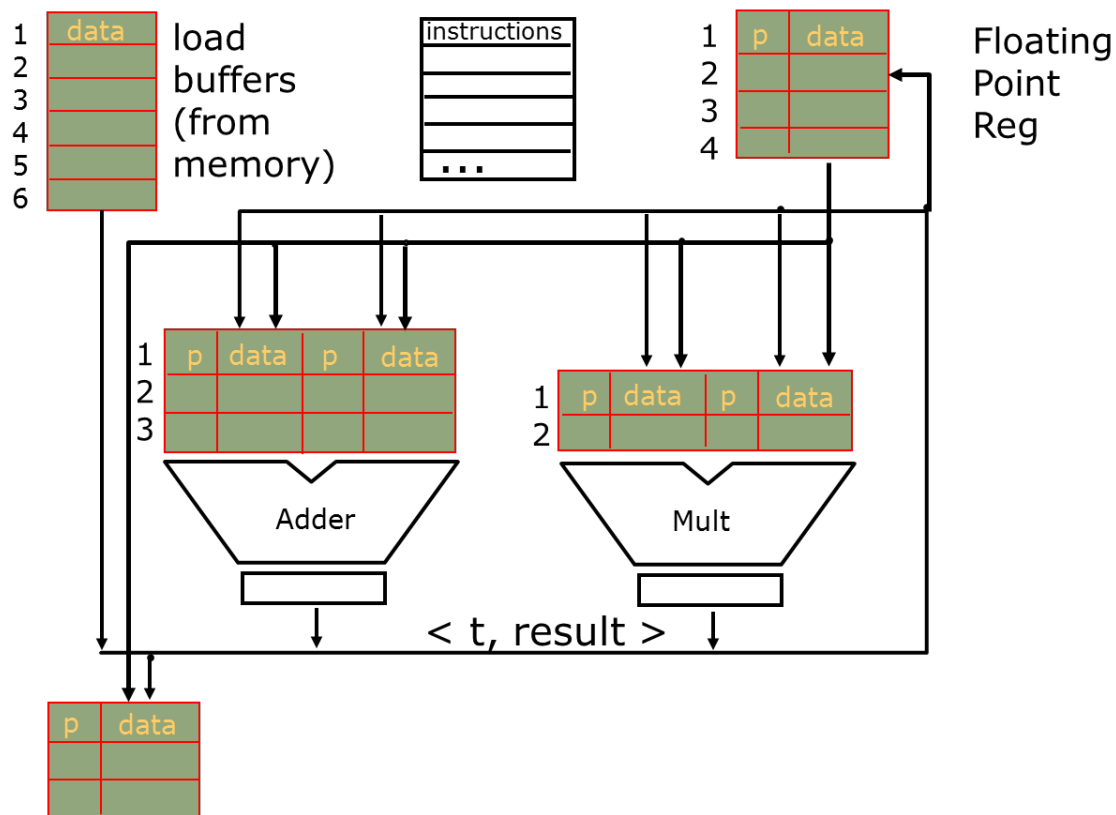 1 data
2
3
4
5
6
load
buffers
(from
memory)
instructions
...
1 p data
2
3
4
Floating
Point
Reg
1 p data p data
2
3
1 p data p data
2
Adder
Mult
< t, result >
p data